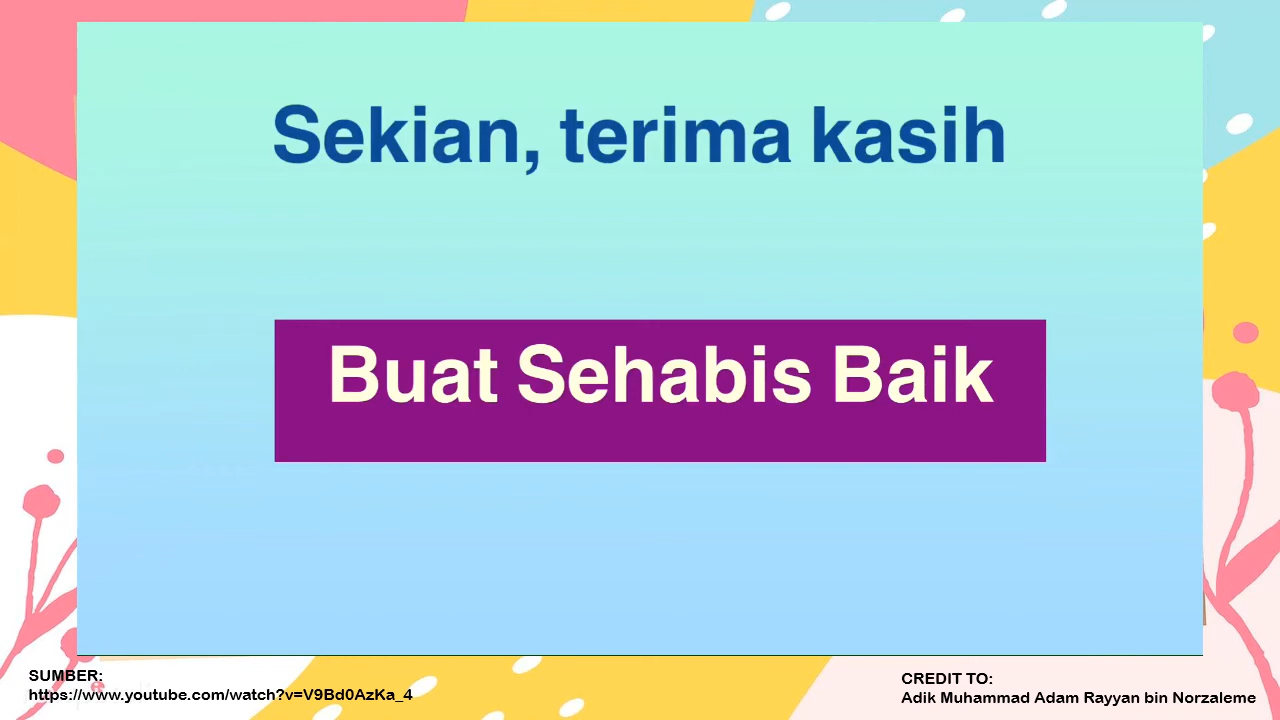 Sekian, terima kasih
Buat Sehabis Baik
SUMBER:
https://www.youtube.com/watch?v=V9Bd0AzKa_4
CREDIT TO:
Adik Muhammad Adam Rayyan bin Norzaleme